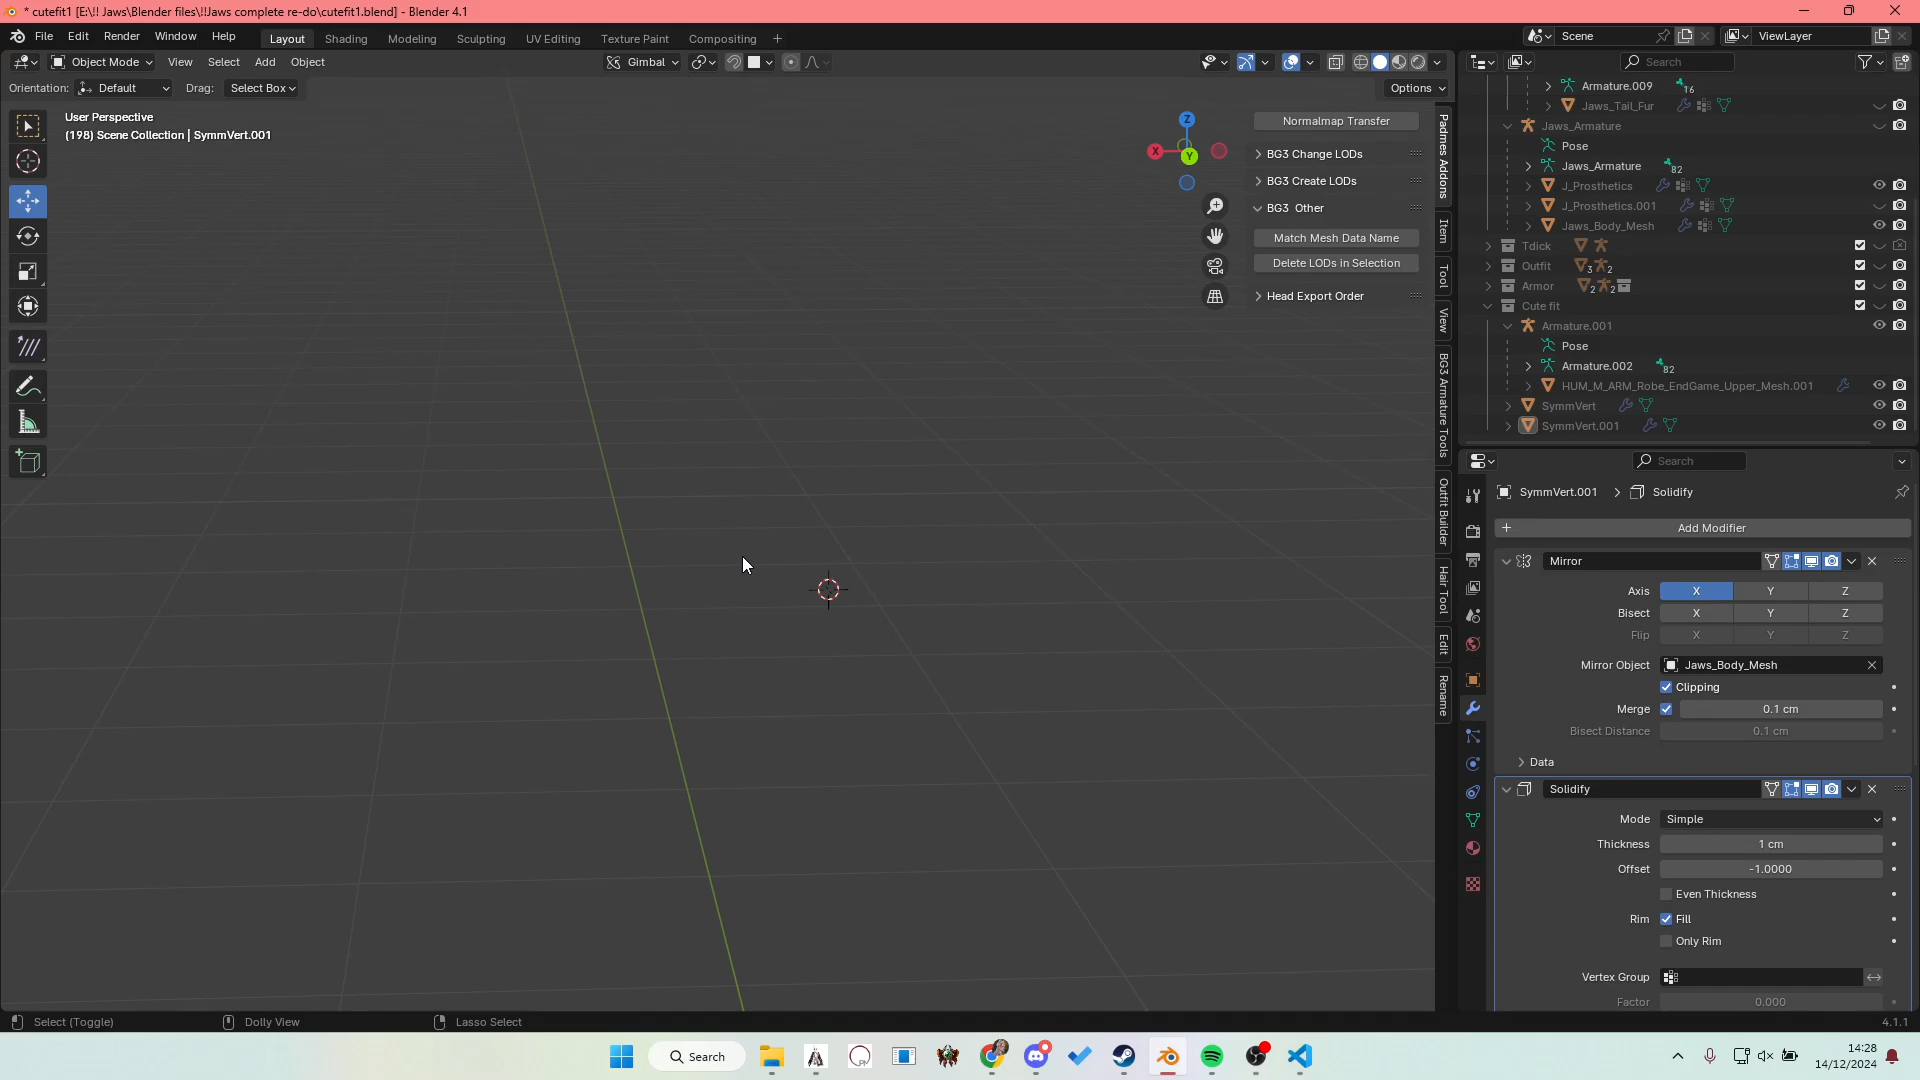 * cutefit1 [E:\!! Jaws\Blender files\!!Jaws complete re-do\cutefit1.blend] - Blender 4.1
File Edit Render Window Help
Layout Shading Modeling Sculpting UV Editing Texture Paint Compositing +
Scene
ViewLayer
Object Mode View Select Add Object
Gimbal
Search
Orientation: Default Drag: Select Box
Options
User Perspective
(198) Scene Collection | SymmVert.001
Z
X
Y
Normalmap Transfer
BG3 Change LODs
BG3 Create LODs
BG3 Other
Match Mesh Data Name
Delete LODs in Selection
Head Export Order
Padmes Addons
Item
Tool
View
BG3 Armature Tools
Outfit Builder
Hair Tool
Edit
Rename
Armature.009 16
Jaws_Tail_Fur
Jaws_Armature
Pose
Jaws_Armature 82
J_Prosthetics
J_Prosthetics.001
Jaws_Body_Mesh
Tdick
Outfit 3 2
Armor 2 2
Cute fit
Armature.001
Pose
Armature.002 82
HUM_M_ARM_Robe_EndGame_Upper_Mesh.001
SymmVert
SymmVert.001
Search
SymmVert.001 > Solidify
+ Add Modifier
Mirror
Axis X Y Z
Bisect X Y Z
Flip X Y Z
Mirror Object Jaws_Body_Mesh
Clipping
Merge 0.1 cm
Bisect Distance 0.1 cm
Data
Solidify
Mode Simple
Thickness 1 cm
Offset -1.0000
Even Thickness
Rim Fill
Only Rim
Vertex Group
Factor 0.000
Select (Toggle) Dolly View Lasso Select
4.1.1
Search
14:28
14/12/2024